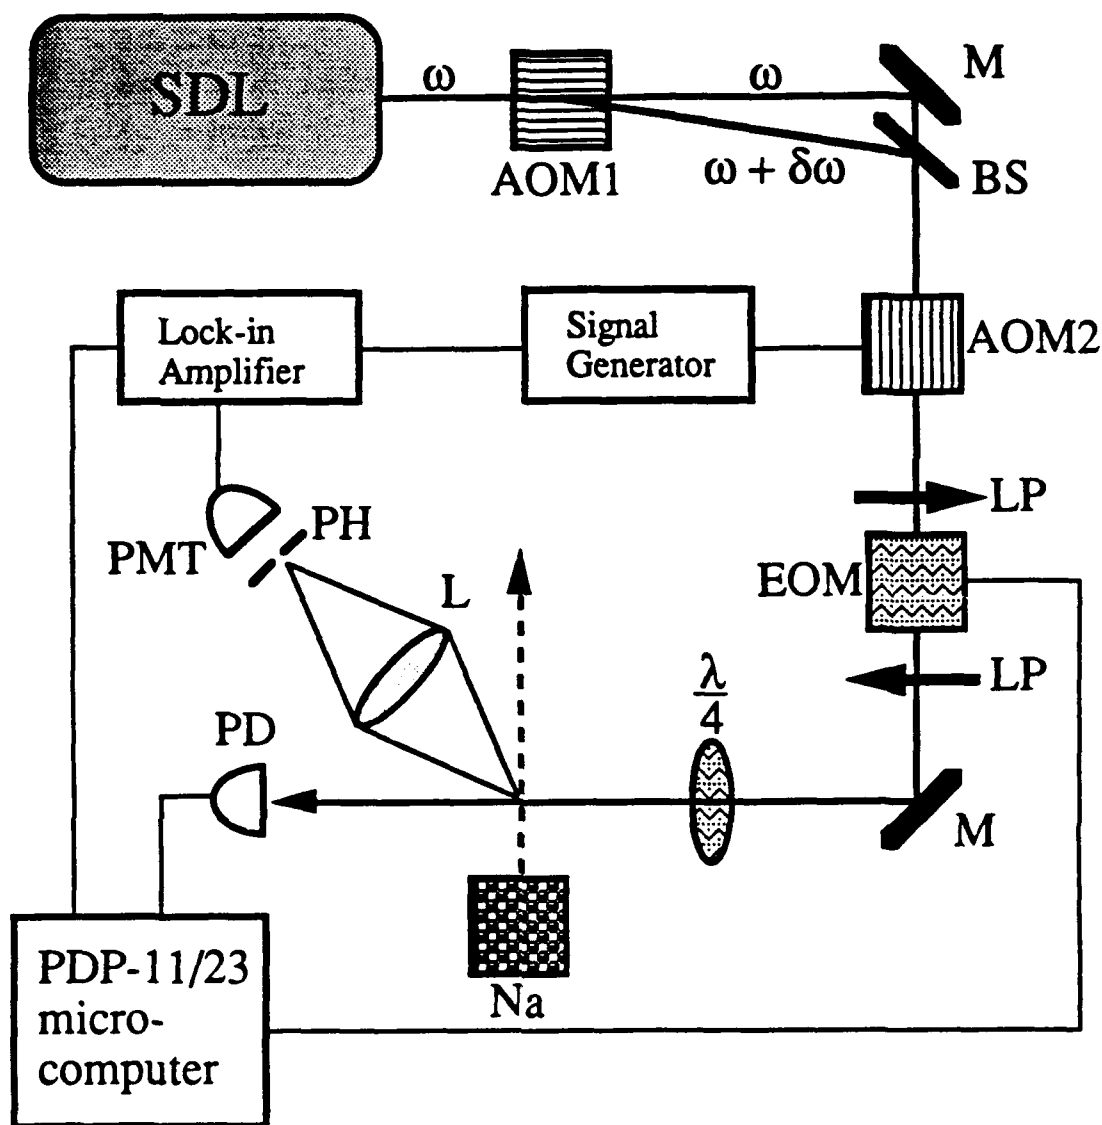 SDL
ω
ω
M
AOM1
ω + δω
BS
Lock-in
Amplifier
Signal
Generator
AOM2
LP
PH
PMT
EOM
L
LP
λ
4
PD
M
PDP-11/23
micro-
computer
Na